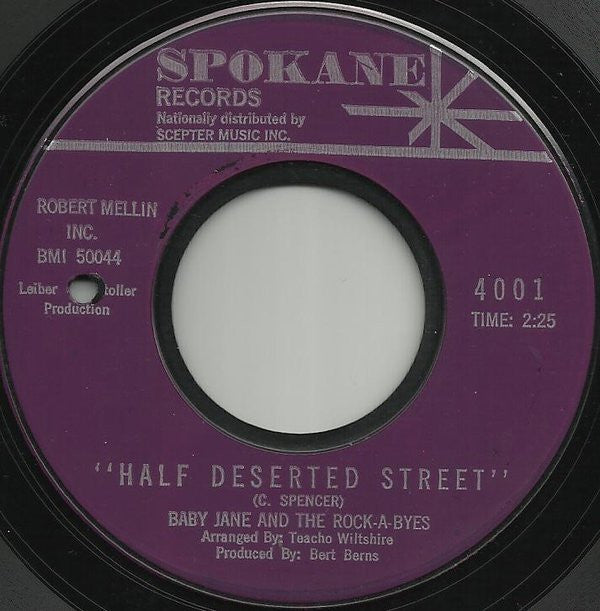 SPOKANE
RECORDS
Nationally distributed by
SCEPTER MUSIC INC.
ROBERT MELLIN
INC.
BMI 50044
Leiber toller
Production
4001
TIME: 2:25
"HALF DESERTED STREET"
(C. SPENCER)
BABY JANE AND THE ROCK-A-BYES
Arranged By: Teacho Wiltshire
Produced By: Bert Berns